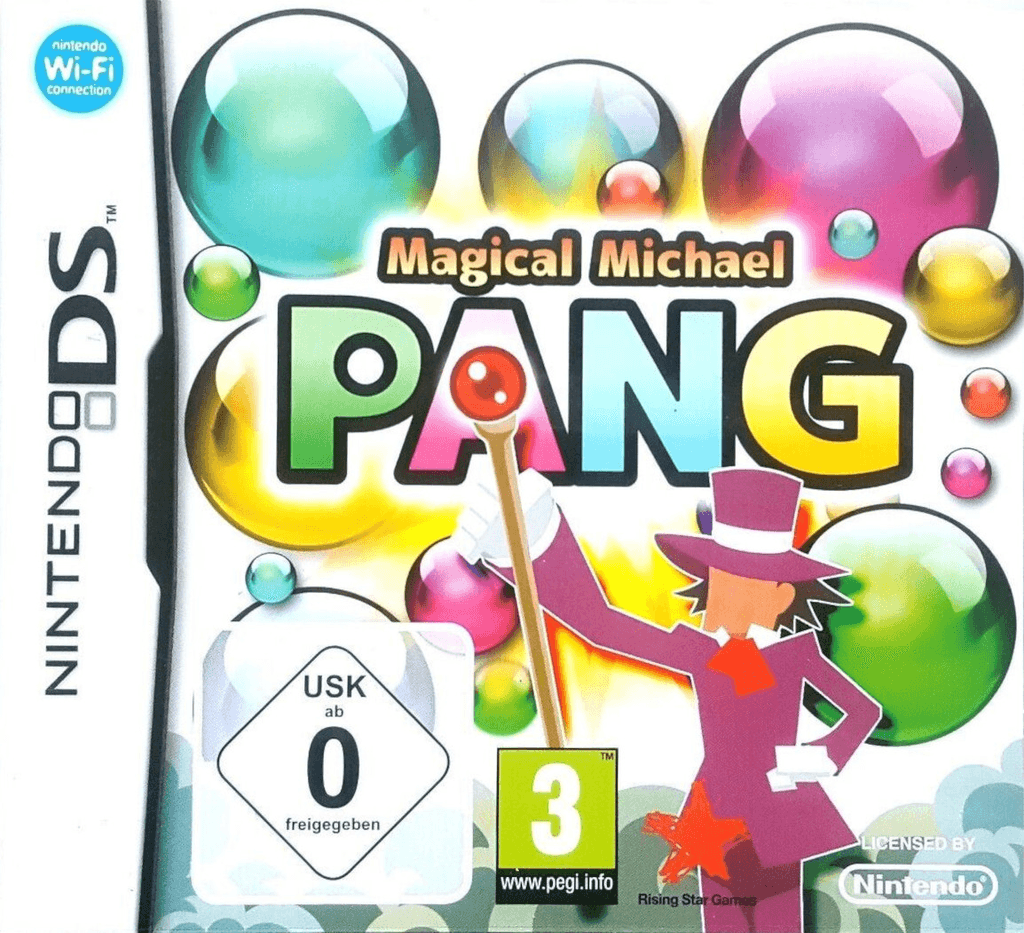 nintendo
Wi-Fi
connection
NINTENDO DS™
Magical Michael
PANG
USK
ab
0
freigegeben
3
TM
www.pegi.info
Rising Star Games
LICENSED BY
Nintendo®